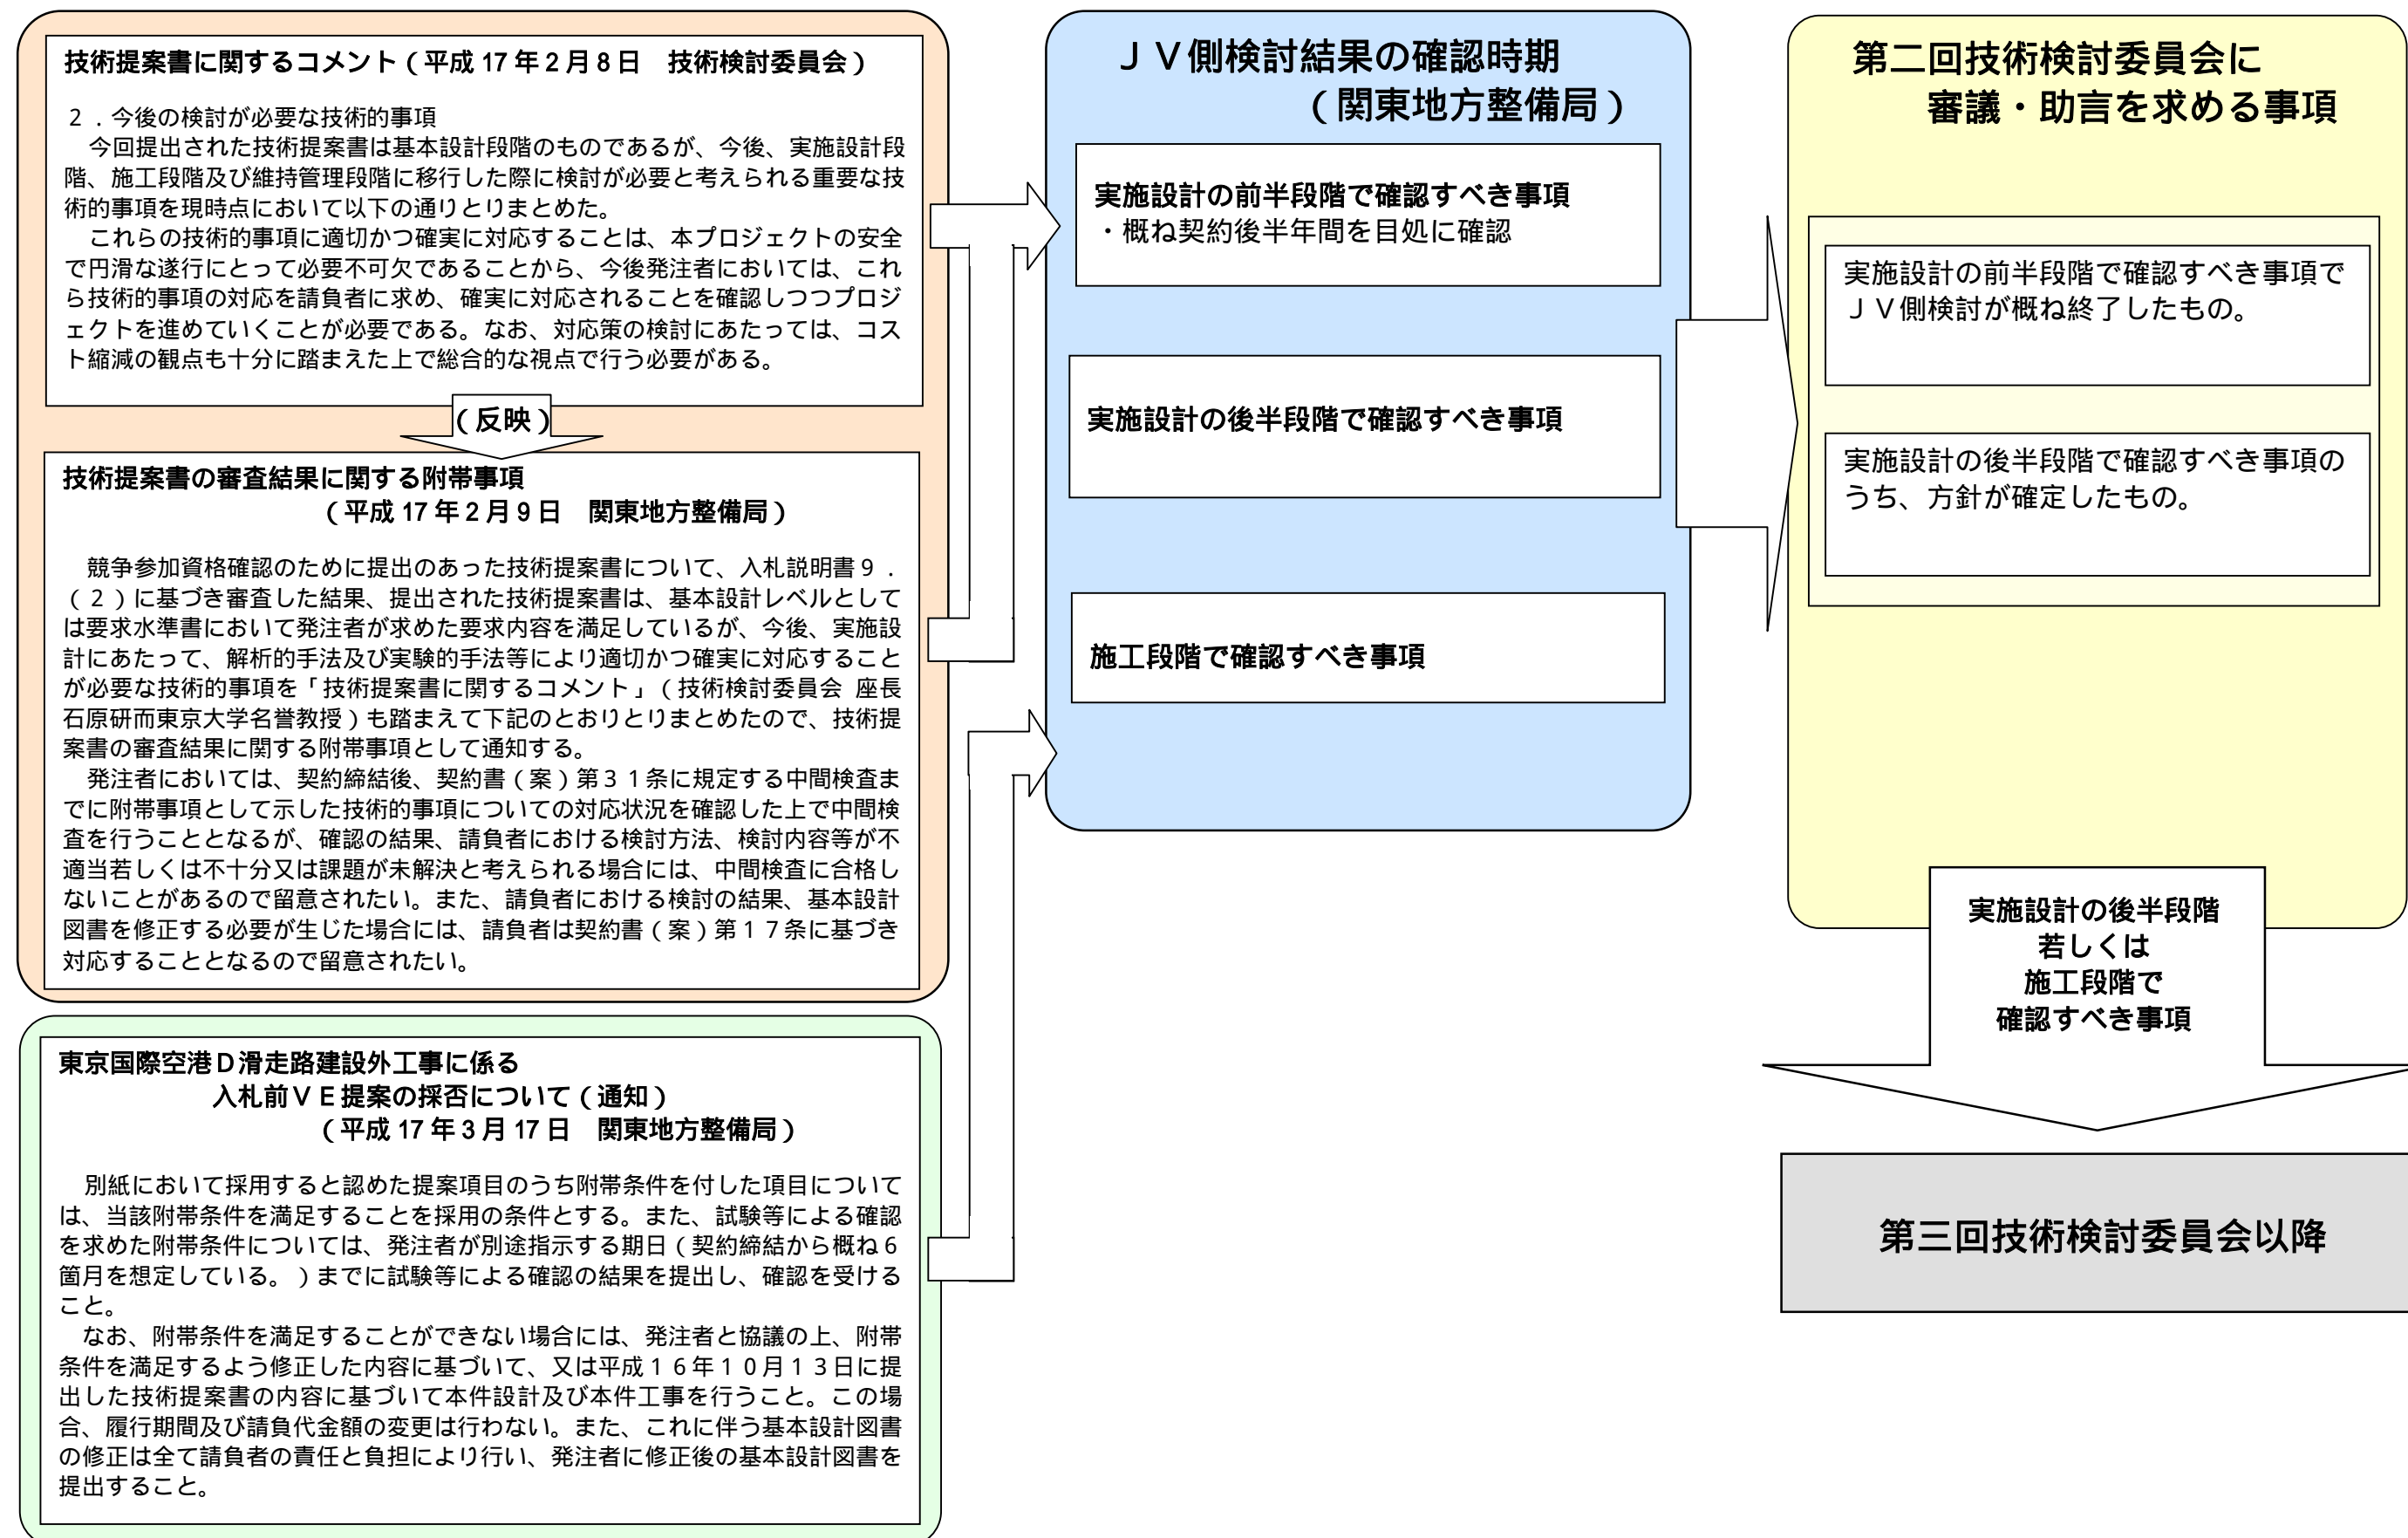 技術提案書に関するコメント(平成17年2月8日　技術検討委員会)
２．今後の検討が必要な技術的事項
　今回提出された技術提案書は基本設計段階のものであるが、今後、実施設計段
階、施工段階及び維持管理段階に移行した際に検討が必要と考えられる重要な技
術的事項を現時点において以下の通りとりまとめた。
　これらの技術的事項に適切かつ確実に対応することは、本プロジェクトの安全
で円滑な遂行にとって必要不可欠であることから、今後発注者においては、これ
ら技術的事項の対応を請負者に求め、確実に対応されることを確認しつつプロジ
ェクトを進めていくことが必要である。なお、対応策の検討にあたっては、コス
ト縮減の観点も十分に踏まえた上で総合的な視点で行う必要がある。
(反映)
技術提案書の審査結果に関する附帯事項
(平成17年2月9日　関東地方整備局)
　競争参加資格確認のために提出のあった技術提案書について、入札説明書９．
(２)に基づき審査した結果、提出された技術提案書は、基本設計レベルとして
は要求水準書において発注者が求めた要求内容を満足しているが、今後、実施設
計にあたって、解析的手法及び実験的手法等により適切かつ確実に対応すること
が必要な技術的事項を「技術提案書に関するコメント」(技術検討委員会 座長
石原研而東京大学名誉教授)も踏まえて下記のとおりとりまとめたので、技術提
案書の審査結果に関する附帯事項として通知する。
　発注者においては、契約締結後、契約書(案)第３１条に規定する中間検査ま
でに附帯事項として示した技術的事項についての対応状況を確認した上で中間検
査を行うこととなるが、確認の結果、請負者における検討方法、検討内容等が不
適当若しくは不十分又は課題が未解決と考えられる場合には、中間検査に合格し
ないことがあるので留意されたい。また、請負者における検討の結果、基本設計
図書を修正する必要が生じた場合には、請負者は契約書(案)第１７条に基づき
対応することとなるので留意されたい。
東京国際空港Ｄ滑走路建設外工事に係る
入札前ＶＥ提案の採否について(通知)
(平成17年3月17日　関東地方整備局)
　別紙において採用すると認めた提案項目のうち附帯条件を付した項目について
は、当該附帯条件を満足することを採用の条件とする。また、試験等による確認
を求めた附帯条件については、発注者が別途指示する期日(契約締結から概ね６
箇月を想定している。)までに試験等による確認の結果を提出し、確認を受ける
こと。
　なお、附帯条件を満足することができない場合には、発注者と協議の上、附帯
条件を満足するよう修正した内容に基づいて、又は平成１６年１０月１３日に提
出した技術提案書の内容に基づいて本件設計及び本件工事を行うこと。この場
合、履行期間及び請負代金額の変更は行わない。また、これに伴う基本設計図書
の修正は全て請負者の責任と負担により行い、発注者に修正後の基本設計図書を
提出すること。
ＪＶ側検討結果の確認時期
(関東地方整備局)
実施設計の前半段階で確認すべき事項
・概ね契約後半年間を目処に確認
実施設計の後半段階で確認すべき事項
施工段階で確認すべき事項
第二回技術検討委員会に
審議・助言を求める事項
実施設計の前半段階で確認すべき事項で
ＪＶ側検討が概ね終了したもの。
実施設計の後半段階で確認すべき事項の
うち、方針が確定したもの。
実施設計の後半段階
若しくは
施工段階で
確認すべき事項
第三回技術検討委員会以降